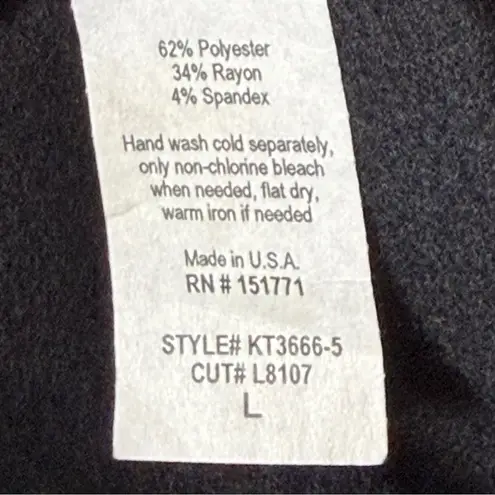 62% Polyester
34% Rayon
4% Spandex
Hand wash cold separately,
only non-chlorine bleach
when needed, flat dry,
warm iron if needed
Made in U.S.A.
RN # 151771
STYLE# KT3666-5
CUT# L8107
L